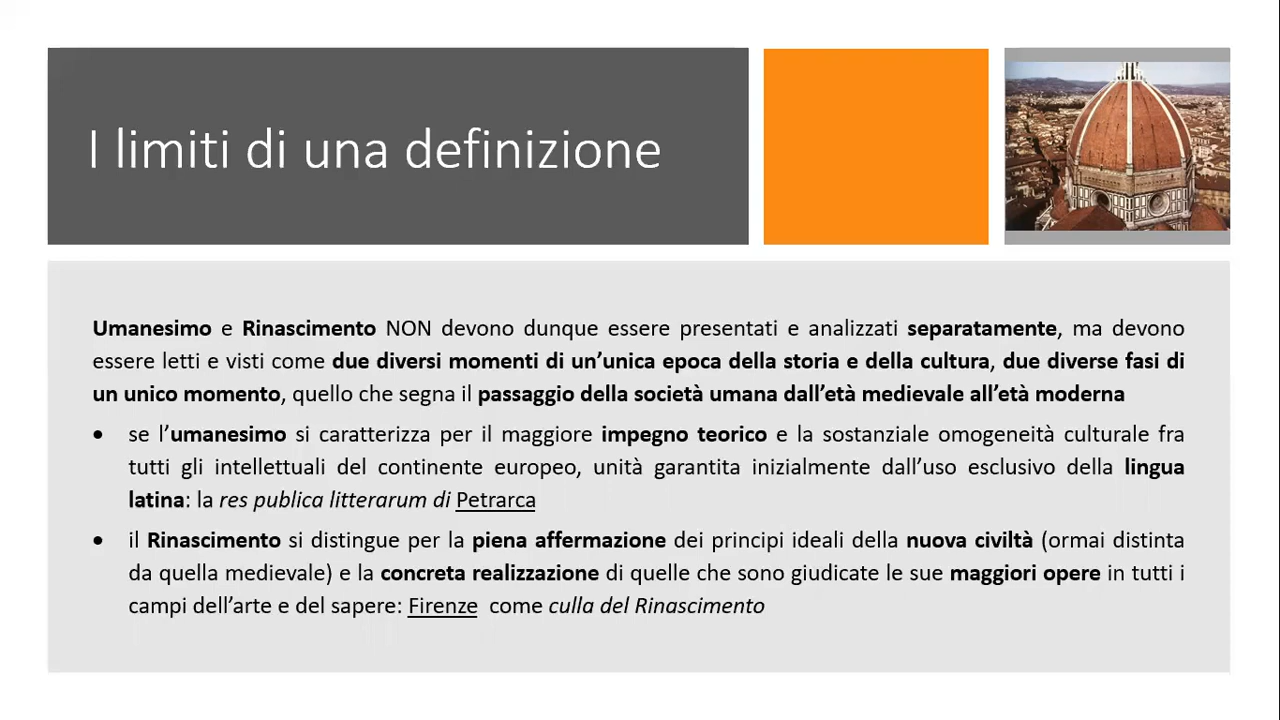 I limiti di una definizione
Umanesimo e Rinascimento NON devono dunque essere presentati e analizzati separatamente, ma devono
essere letti e visti come due diversi momenti di un’unica epoca della storia e della cultura, due diverse fasi di
un unico momento, quello che segna il passaggio della società umana dall’età medievale all’età moderna
• se l’umanesimo si caratterizza per il maggiore impegno teorico e la sostanziale omogeneità culturale fra
tutti gli intellettuali del continente europeo, unità garantita inizialmente dall’uso esclusivo della lingua
latina: la res publica litterarum di Petrarca
• il Rinascimento si distingue per la piena affermazione dei principi ideali della nuova civiltà (ormai distinta
da quella medievale) e la concreta realizzazione di quelle che sono giudicate le sue maggiori opere in tutti i
campi dell’arte e del sapere: Firenze come culla del Rinascimento